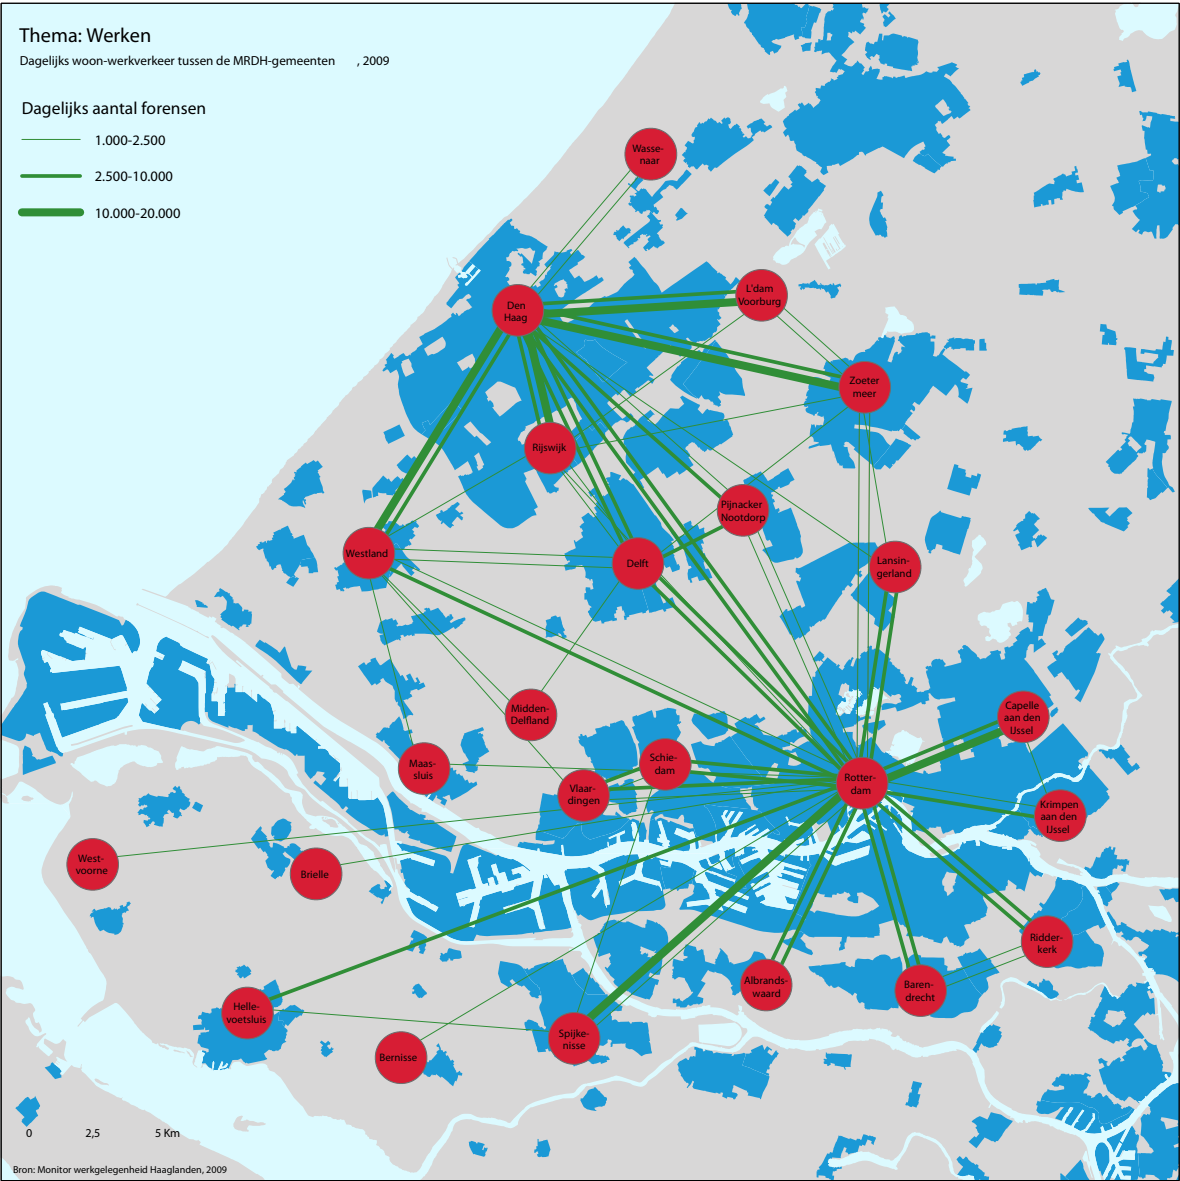 Thema: Werken
Dagelijks woon-werkverkeer tussen de MRDH-gemeenten , 2009
Dagelijks aantal forensen
1.000-2.500
2.500-10.000
10.000-20.000
Wasse-
naar
L'dam
Voorburg
Den
Haag
Zoeter
meer
Rijswijk
Pijnacker
Nootdorp
Westland
Delft
Lansin-
gerland
Midden-
Delfland
Capelle
aan den
IJssel
Maas-
sluis
Schie-
dam
Vlaar-
dingen
Rotter-
dam
Krimpen
aan den
IJssel
West-
voorne
Brielle
Ridder-
kerk
Albrands-
waard
Baren-
drecht
Helle-
voetsluis
Spijke-
nisse
Bernisse
0 2,5 5 Km
Bron: Monitor werkgelegenheid Haaglanden, 2009